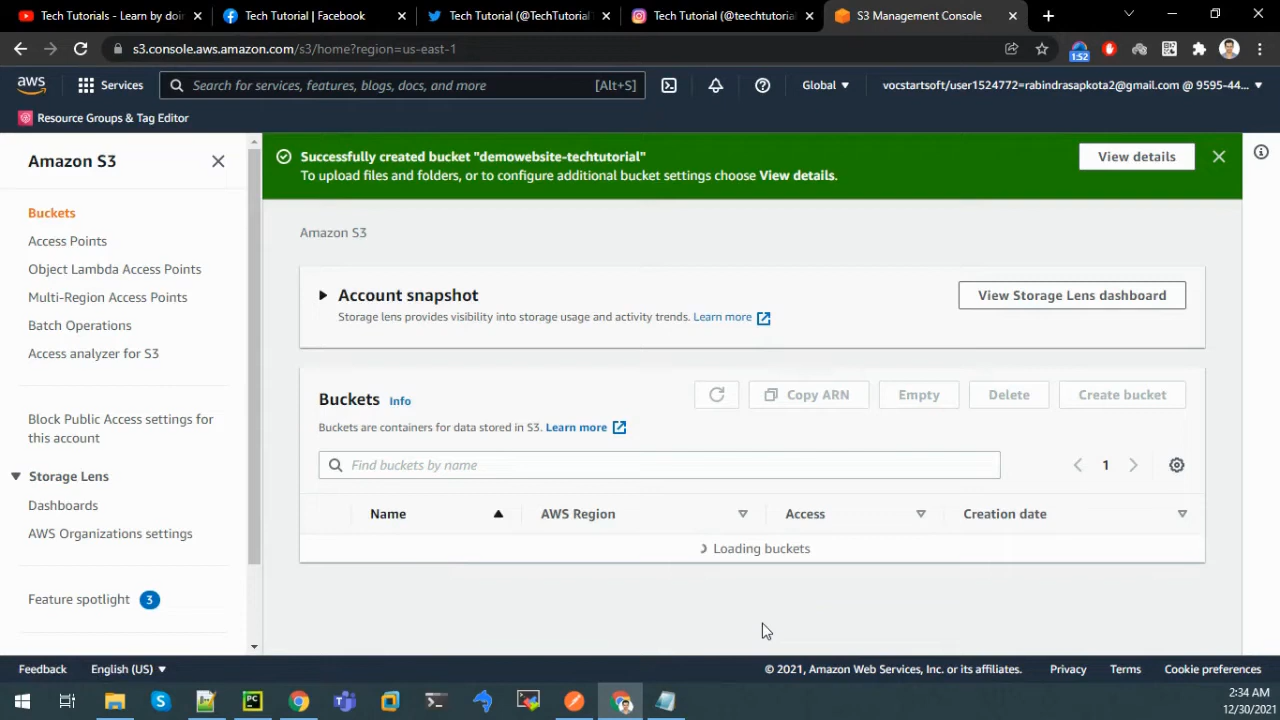 Tech Tutorials - Learn by doin
Tech Tutorial | Facebook
Tech Tutorial (@TechTutorial
Tech Tutorial (@teechtutoria
S3 Management Console
s3.console.aws.amazon.com/s3/home?region=us-east-1
1:52
aws
Services
Search for services, features, blogs, docs, and more
[Alt+S]
Global
vocstartsoft/user1524772=rabindrasapkota2@gmail.com @ 9595-44...
Resource Groups & Tag Editor
Amazon S3
Buckets
Access Points
Object Lambda Access Points
Multi-Region Access Points
Batch Operations
Access analyzer for S3
Block Public Access settings for
this account
Storage Lens
Dashboards
AWS Organizations settings
Feature spotlight 3
Successfully created bucket "demowebsite-techtutorial"
To upload files and folders, or to configure additional bucket settings choose View details.
View details
Amazon S3
Account snapshot
Storage lens provides visibility into storage usage and activity trends. Learn more
View Storage Lens dashboard
Buckets Info
Buckets are containers for data stored in S3. Learn more
Copy ARN
Empty
Delete
Create bucket
Find buckets by name
1
Name
AWS Region
Access
Creation date
Loading buckets
Feedback
English (US)
© 2021, Amazon Web Services, Inc. or its affiliates.
Privacy
Terms
Cookie preferences
2:34 AM
12/30/2021